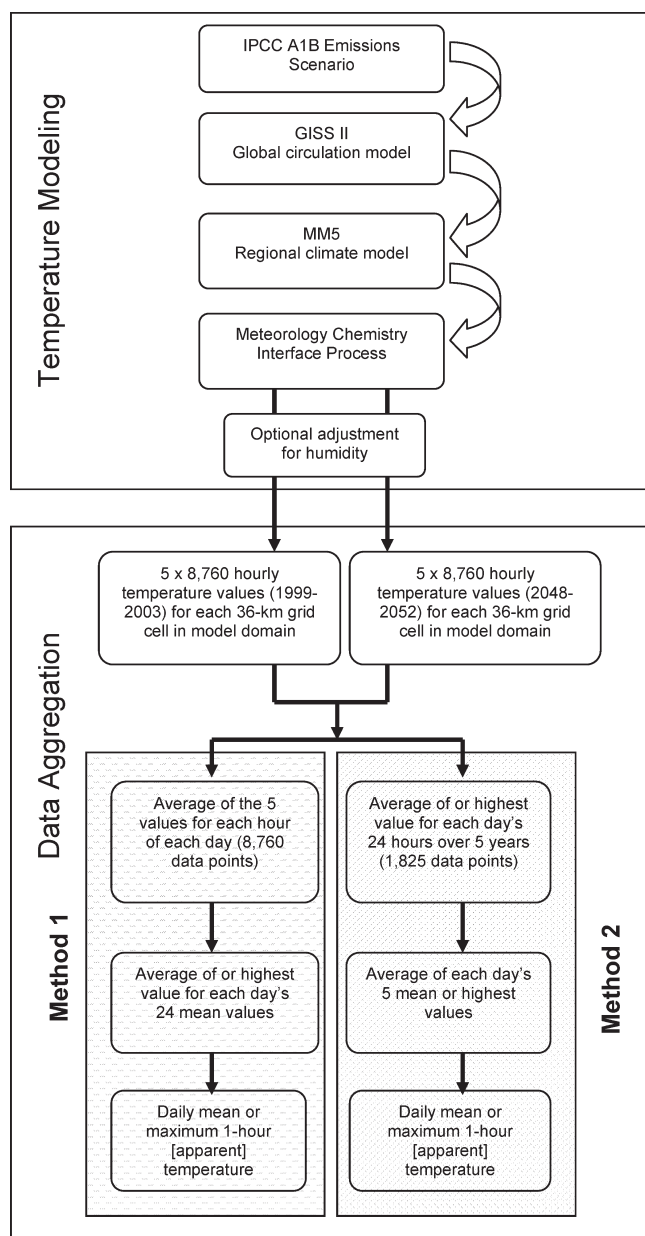 Temperature Modeling
IPCC A1B Emissions
Scenario
GISS II
Global circulation model
MM5
Regional climate model
Meteorology Chemistry
Interface Process
Optional adjustment
for humidity
Data Aggregation
5 x 8,760 hourly
temperature values (1999-
2003) for each 36-km grid
cell in model domain
5 x 8,760 hourly
temperature values (2048-
2052) for each 36-km grid
cell in model domain
Method 1
Average of the 5
values for each hour
of each day (8,760
data points)
Average of or highest
value for each day's
24 mean values
Daily mean or
maximum 1-hour
[apparent]
temperature
Method 2
Average of or highest
value for each day's
24 hours over 5 years
(1,825 data points)
Average of each day's
5 mean or highest
values
Daily mean or
maximum 1-hour
[apparent]
temperature